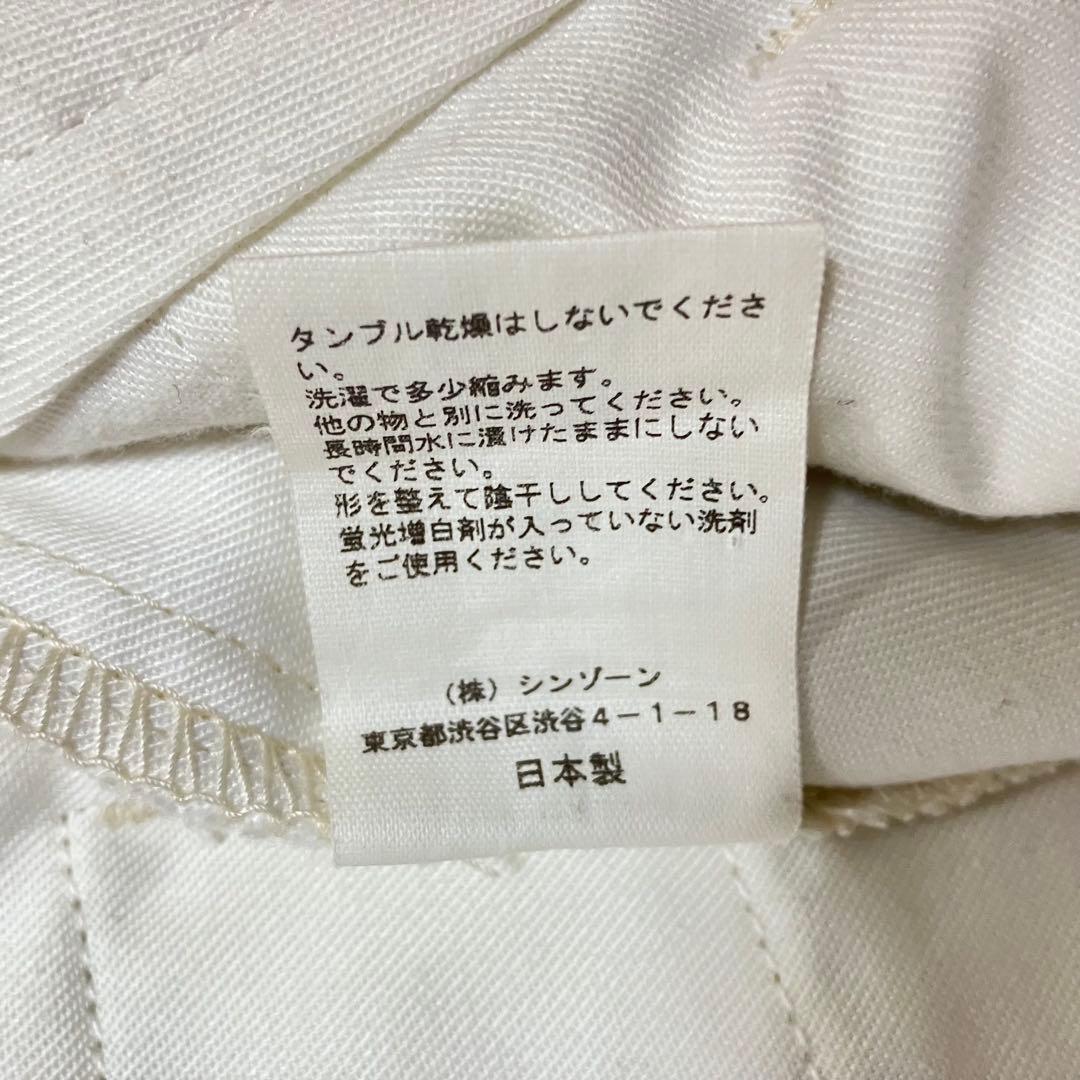 タンブル乾燥はしないでくださ
い。
洗濯で多少縮みます。
他の物と別に洗ってください。
長時間水に漬けたままにしない
でください。
形を整えて陰干ししてください。
蛍光増白剤が入っていない洗剤
をご使用ください。
（株）シンゾーン
東京都渋谷区渋谷4－1－18
日本製